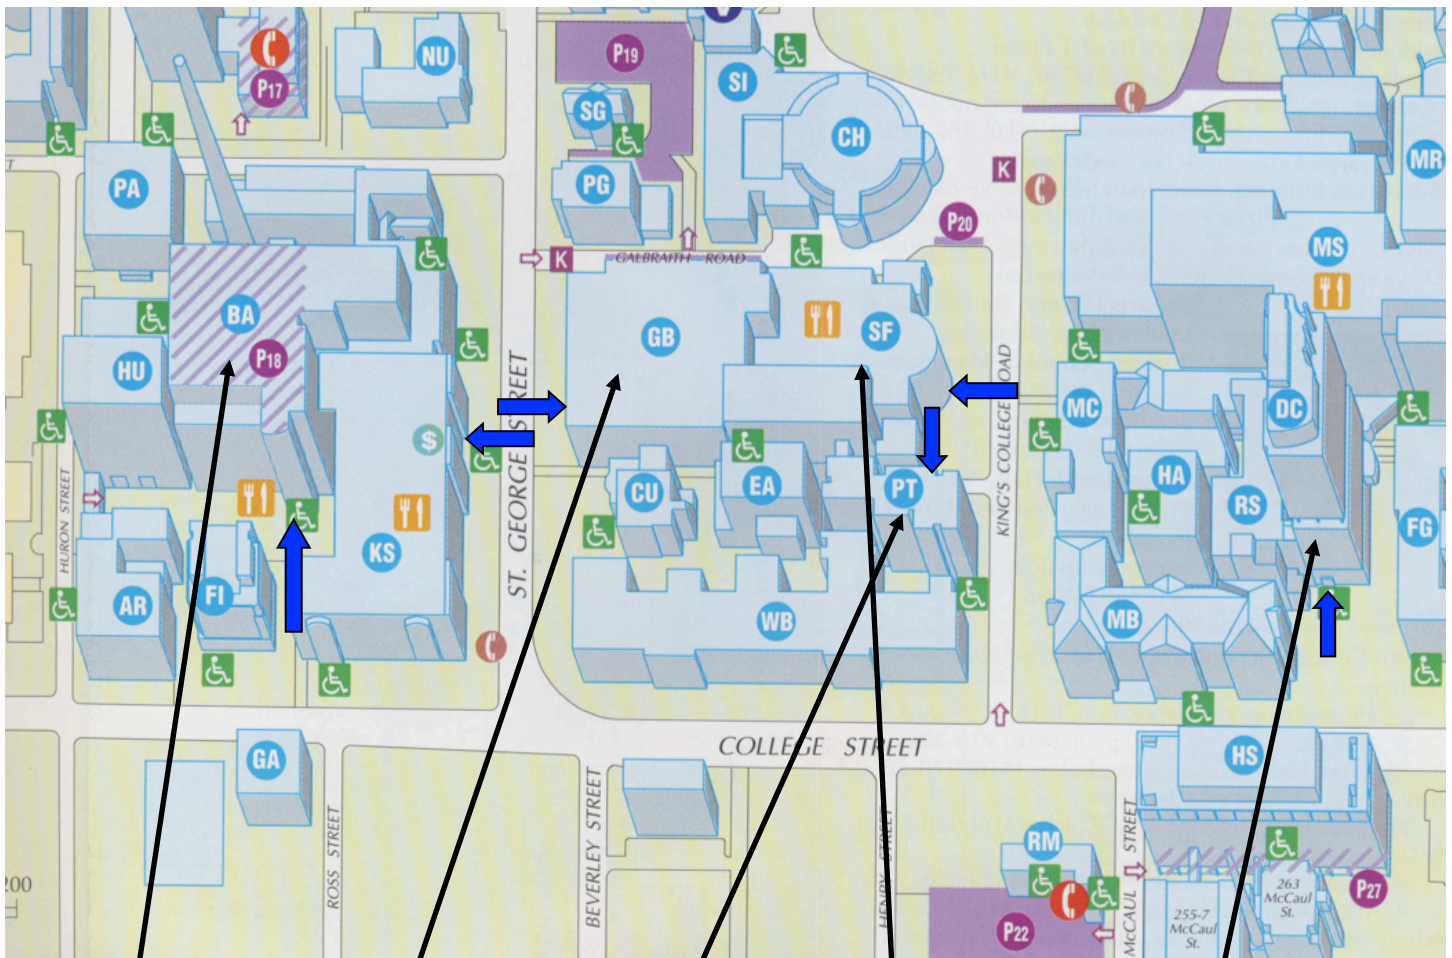 P17
NU
P19
SG
SI
CH
MR
PA
PG
K
P20
MS
K
GALBRAITH ROAD
BA
P18
HU
GB
SF
ST. GEORGE STREET
KING'S COLLEGE ROAD
MC
DC
$
HURON STREET
CU
EA
PT
HA
RS
FG
KS
AR
FI
WB
MB
COLLEGE STREET
GA
HS
ROSS STREET
BEVERLEY STREET
HENRY STREET
McCAUL STREET
RM
P27
200
263
McCaul
St.
255-7
McCaul
St.
P22